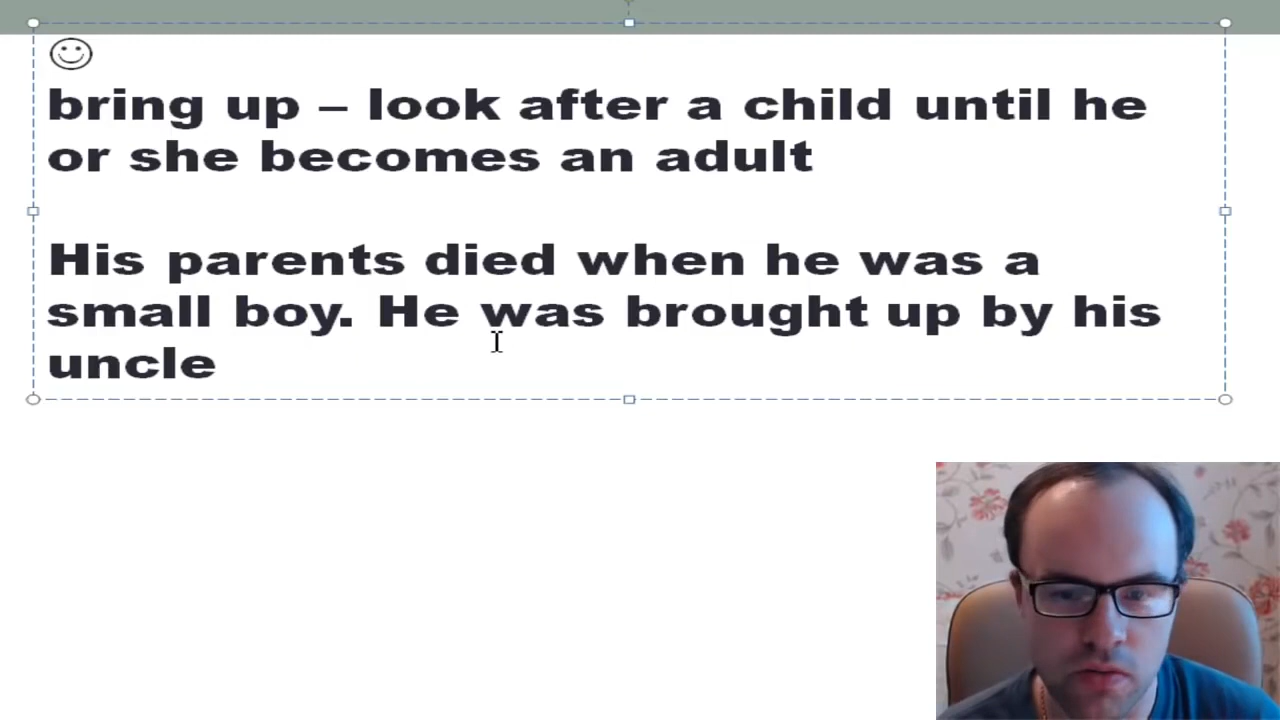 bring up – look after a child until he
or she becomes an adult
His parents died when he was a
small boy. He was brought up by his
uncle